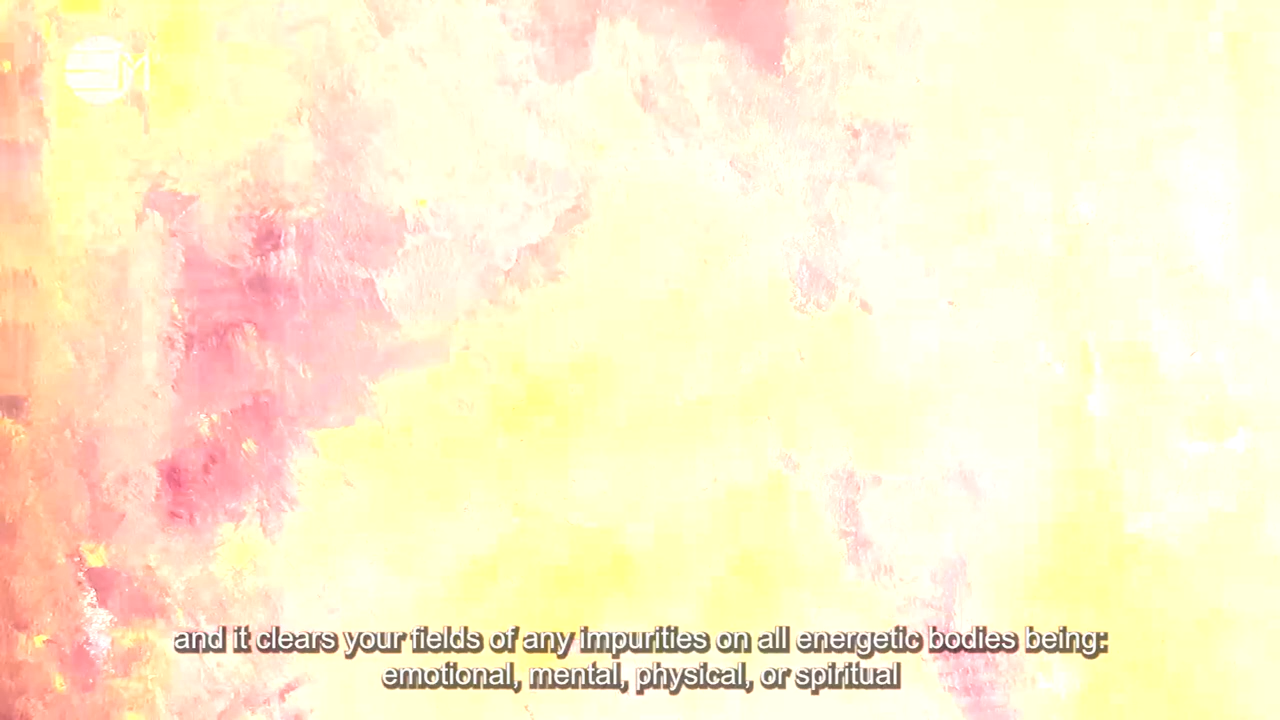 and it clears your fields of any impurities on all energetic bodies being:
emotional, mental, physical, or spiritual